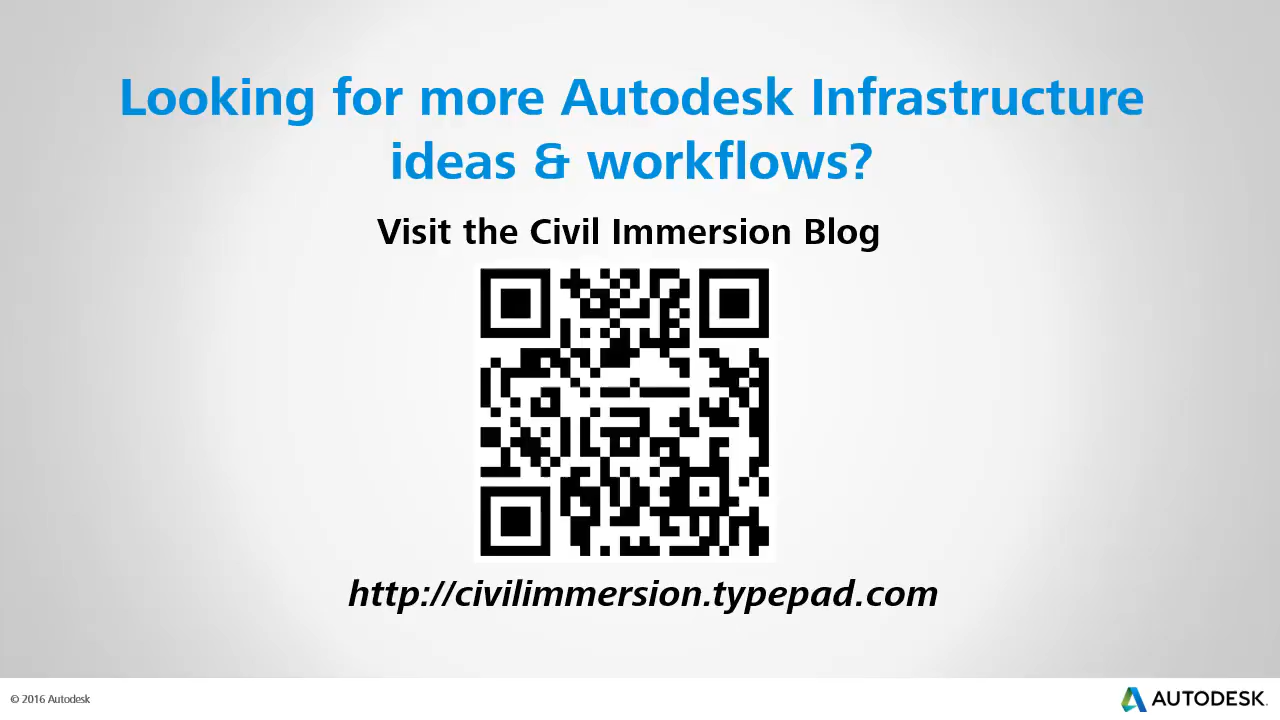 Looking for more Autodesk Infrastructure
ideas & workflows?
Visit the Civil Immersion Blog
http://civilimmersion.typepad.com
© 2016 Autodesk
AUTODESK.